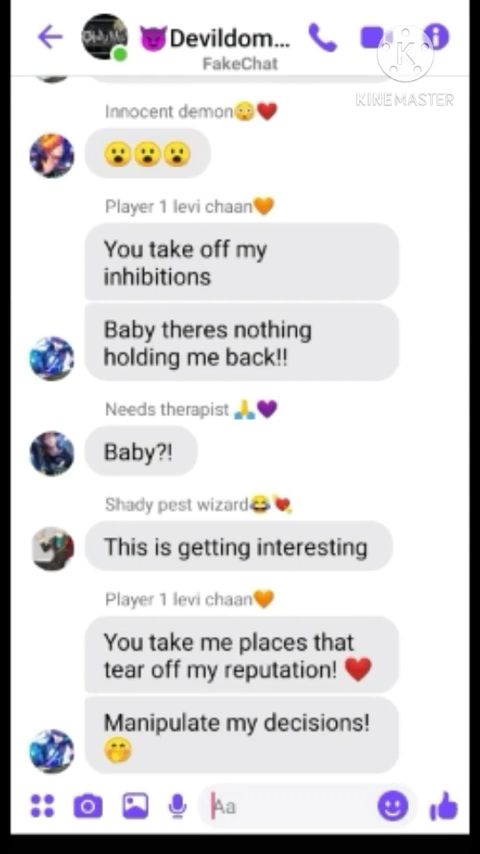 😈Devildom...
FakeChat
KINEMASTER
Innocent demon😳❤️
😮😮😮
Player 1 levi chaan🧡
You take off my
inhibitions
Baby theres nothing
holding me back!!
Needs therapist 🙏💜
Baby?!
Shady pest wizard😂💘
This is getting interesting
Player 1 levi chaan🧡
You take me places that
tear off my reputation! ❤️
Manipulate my decisions!
🤭
Aa